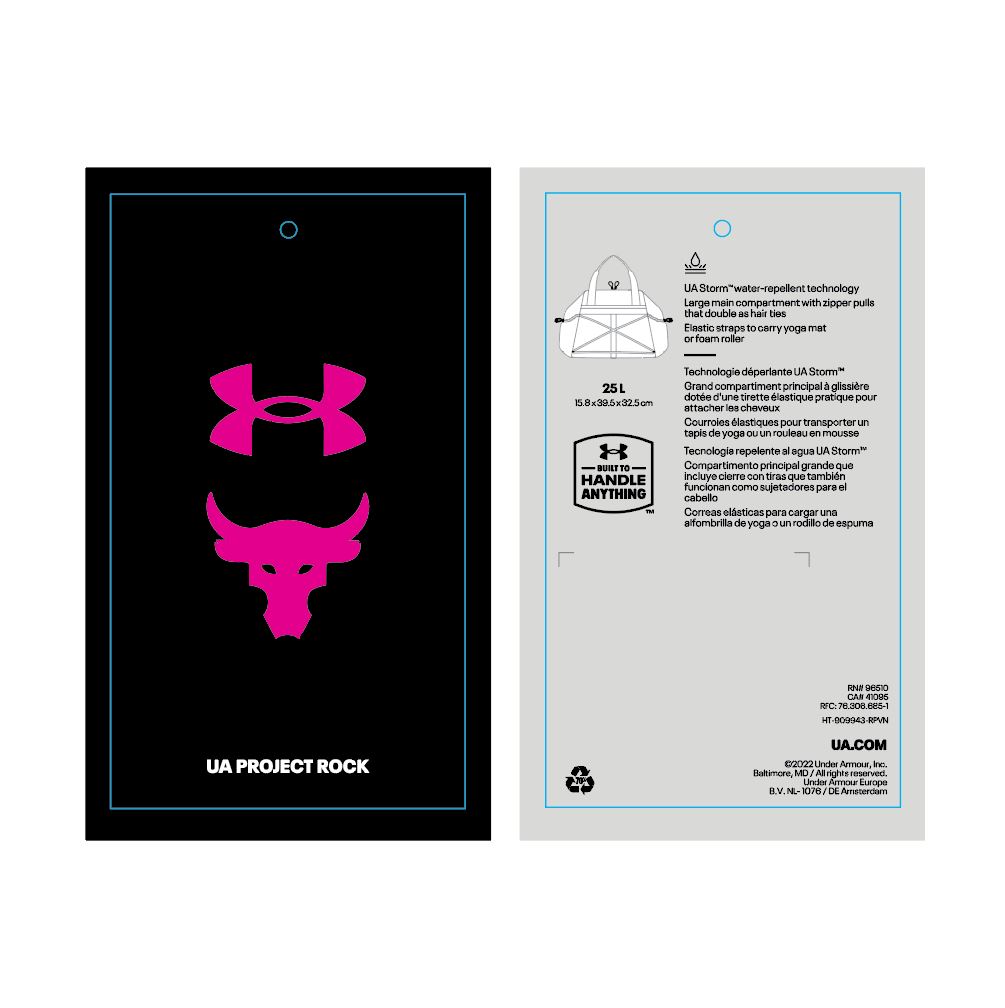 UA PROJECT ROCK
UA Storm™ water-repellent technology
Large main compartment with zipper pulls
that double as hair ties
Elastic straps to carry yoga mat
or foam roller
25 L
15.8 x 39.5 x 32.5 cm
BUILT TO
HANDLE
ANYTHING
TM
Technologie déperlante UA Storm™
Grand compartiment principal à glissière
dotée d'une tirette élastique pratique pour
attacher les cheveux
Courroies élastiques pour transporter un
tapis de yoga ou un rouleau en mousse
Tecnología repelente al agua UA Storm™
Compartimento principal grande que
incluye cierre con tiras que también
funcionan como sujetadores para el
cabello
Correas elásticas para cargar una
alfombrilla de yoga o un rodillo de espuma
RN# 96510
CA# 41095
RFC: 76.306.685-1
HT-909943-RPVN
UA.COM
©2022 Under Armour, Inc.
Baltimore, MD / All rights reserved.
Under Armour Europe
B.V. NL- 1076 / DE Amsterdam
70%